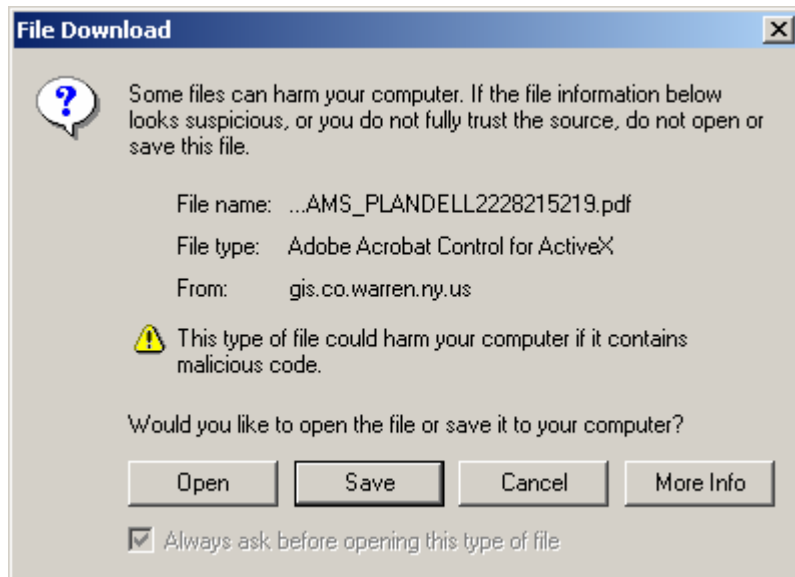 File Download
Some files can harm your computer. If the file information below
looks suspicious, or you do not fully trust the source, do not open or
save this file.
File name: ...AMS_PLANDELL2228215219.pdf
File type: Adobe Acrobat Control for ActiveX
From: gis.co.warren.ny.us
This type of file could harm your computer if it contains
malicious code.
Would you like to open the file or save it to your computer?
Open Save Cancel More Info
Always ask before opening this type of file